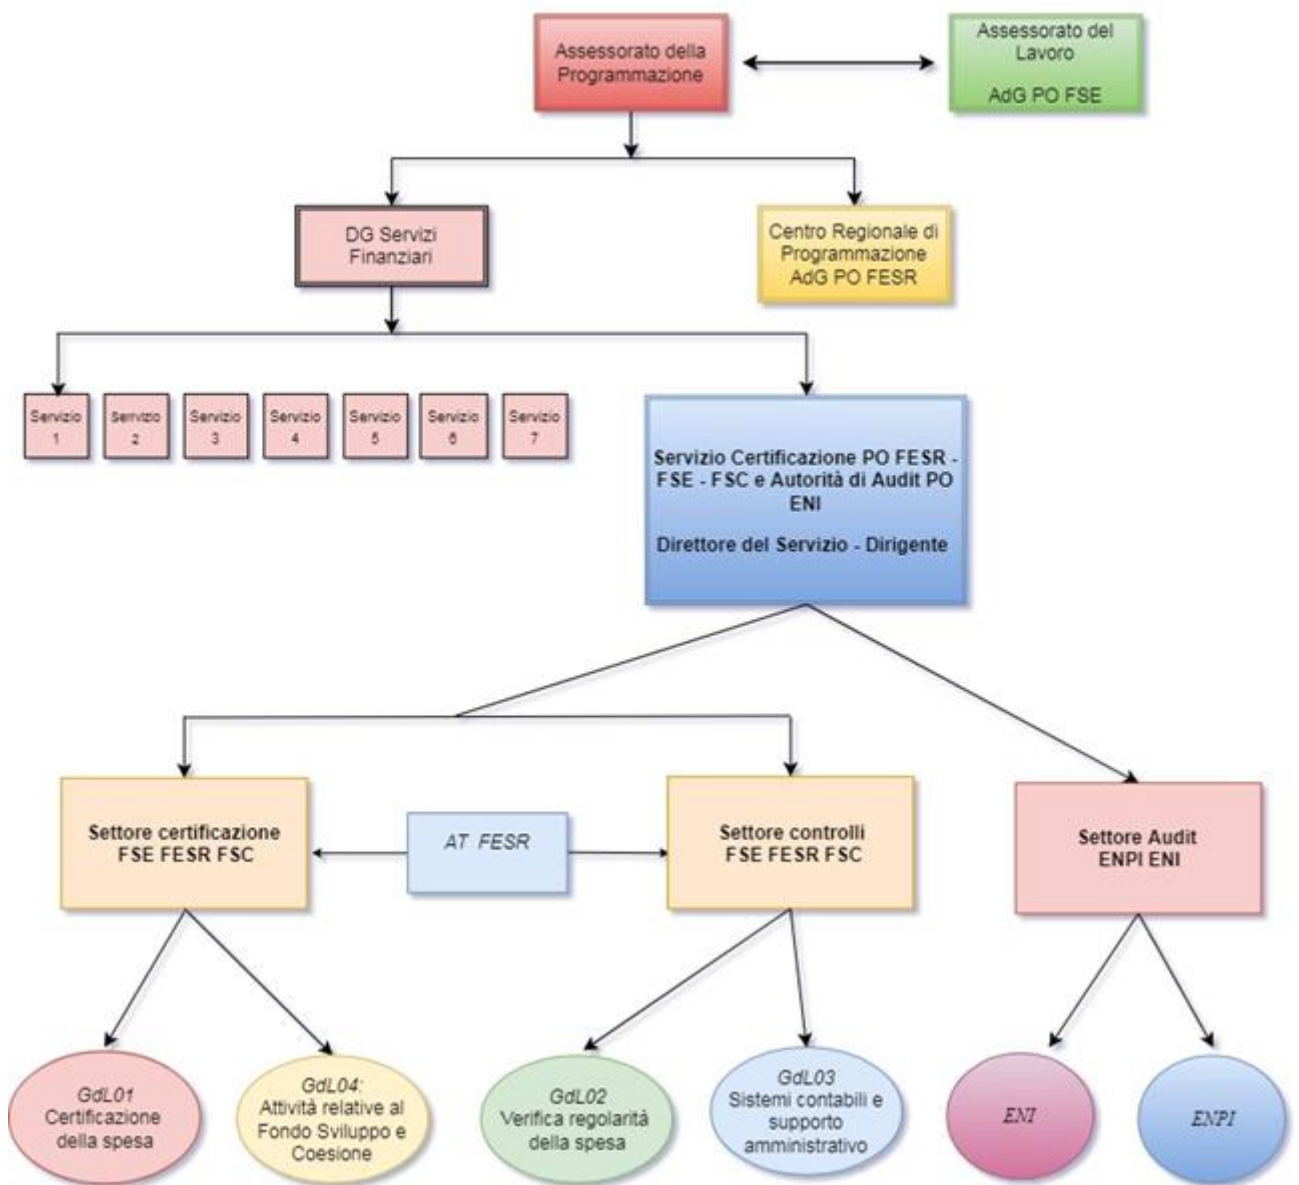 Assessorato della
Programmazione
Assessorato del
Lavoro
AdG PO FSE
DG Servizi
Finanziari
Centro Regionale di
Programmazione
AdG PO FESR
Servizio
1
Servizio
2
Servizio
3
Servizio
4
Servizio
5
Servizio
6
Servizio
7
Servizio Certificazione PO FESR -
FSE - FSC e Autorità di Audit PO
ENI
Direttore del Servizio - Dirigente
Settore certificazione
FSE FESR FSC
AT FESR
Settore controlli
FSE FESR FSC
Settore Audit
ENPI ENI
GdL01
Certificazione
della spesa
GdL04:
Attività relative al
Fondo Sviluppo e
Coesione
GdL02
Verifica regolarità
della spesa
GdL03
Sistemi contabili e
supporto
amministrativo
ENI
ENPI